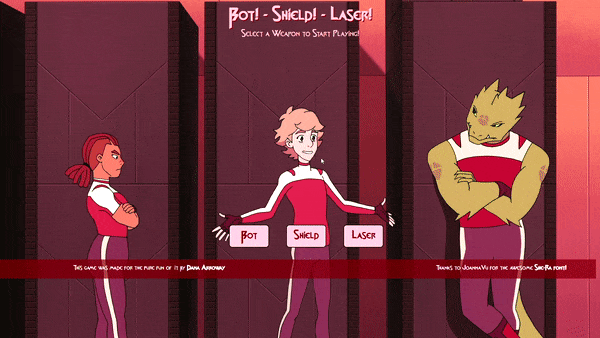 Bot! - Shield! - Laser!
Select a Weapon to Start Playing!
Bot
Shield
Laser
This game was made for the pure fun of it by Dana Arroway
Thanks to JoannaVu for the awesome She-Ra font!